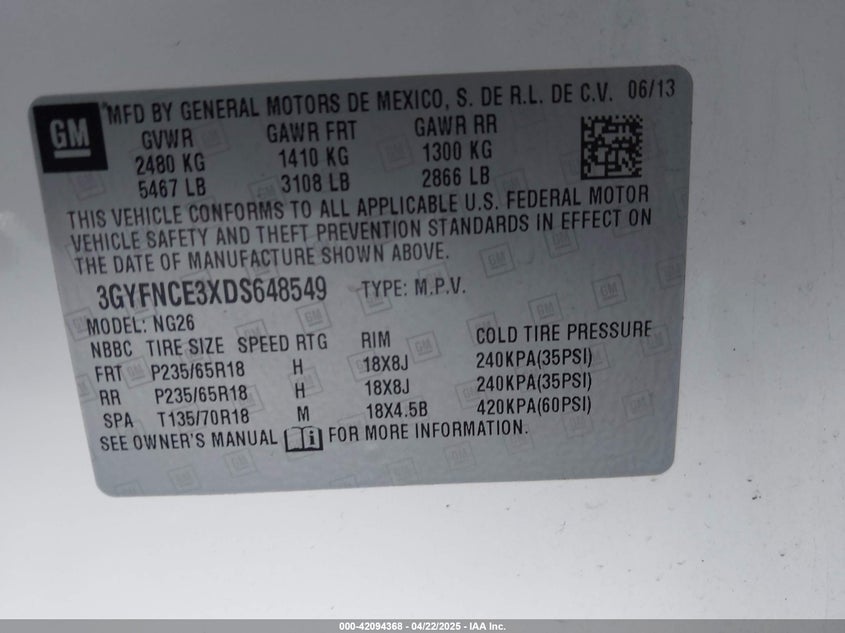 GM
MFD BY GENERAL MOTORS DE MEXICO, S. DE R.L. DE C.V. 06/13
GVWR GAWR FRT GAWR RR
2480 KG 1410 KG 1300 KG
5467 LB 3108 LB 2866 LB
THIS VEHICLE CONFORMS TO ALL APPLICABLE U.S. FEDERAL MOTOR
VEHICLE SAFETY AND THEFT PREVENTION STANDARDS IN EFFECT ON
THE DATE OF MANUFACTURE SHOWN ABOVE.
3GYFNCE3XDS648549 TYPE: M.P.V.
MODEL: NG26
NBBC TIRE SIZE SPEED RTG RIM COLD TIRE PRESSURE
FRT P235/65R18 H 18X8J 240KPA(35PSI)
RR P235/65R18 H 18X8J 240KPA(35PSI)
SPA T135/70R18 M 18X4.5B 420KPA(60PSI)
SEE OWNER'S MANUAL FOR MORE INFORMATION.
000-42094368 - 04/22/2025 - IAA Inc.